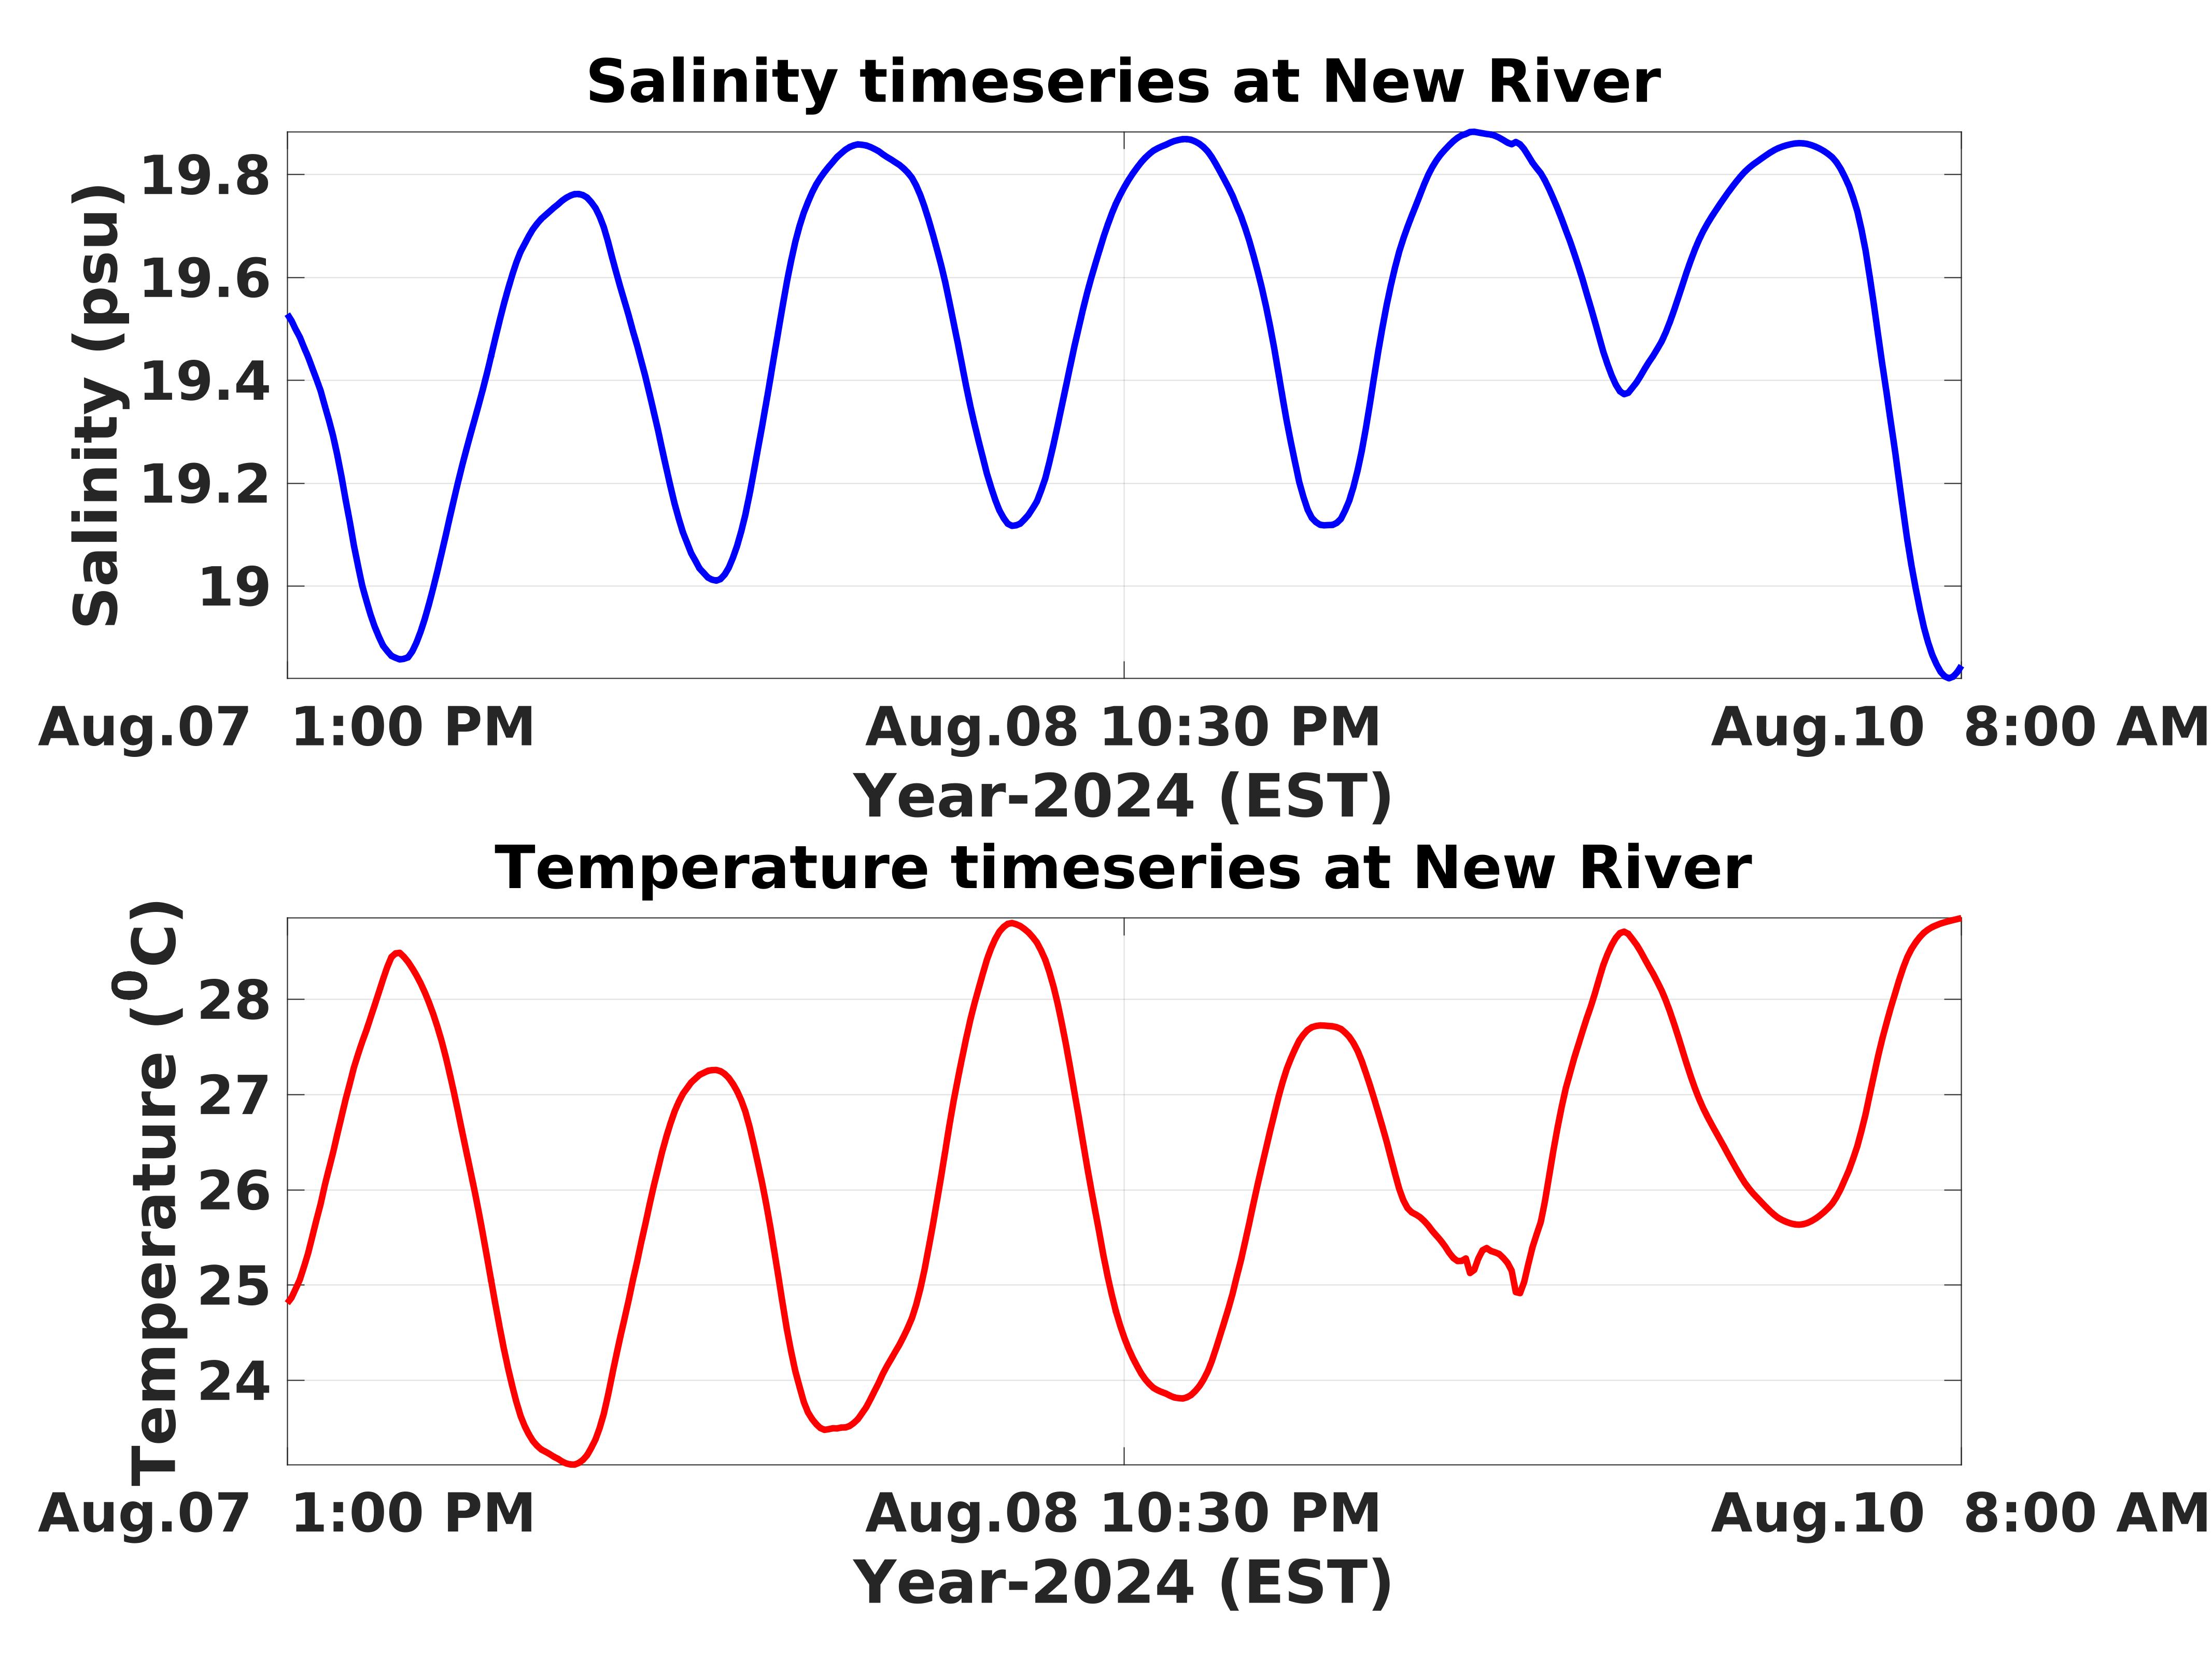 Salinity timeseries at New River
Salinity (psu)
19.8
19.6
19.4
19.2
19
Aug.07 1:00 PM Aug.08 10:30 PM Aug.10 8:00 AM
Year-2024 (EST)
Temperature timeseries at New River
Temperature (⁰C)
28
27
26
25
24
Aug.07 1:00 PM Aug.08 10:30 PM Aug.10 8:00 AM
Year-2024 (EST)